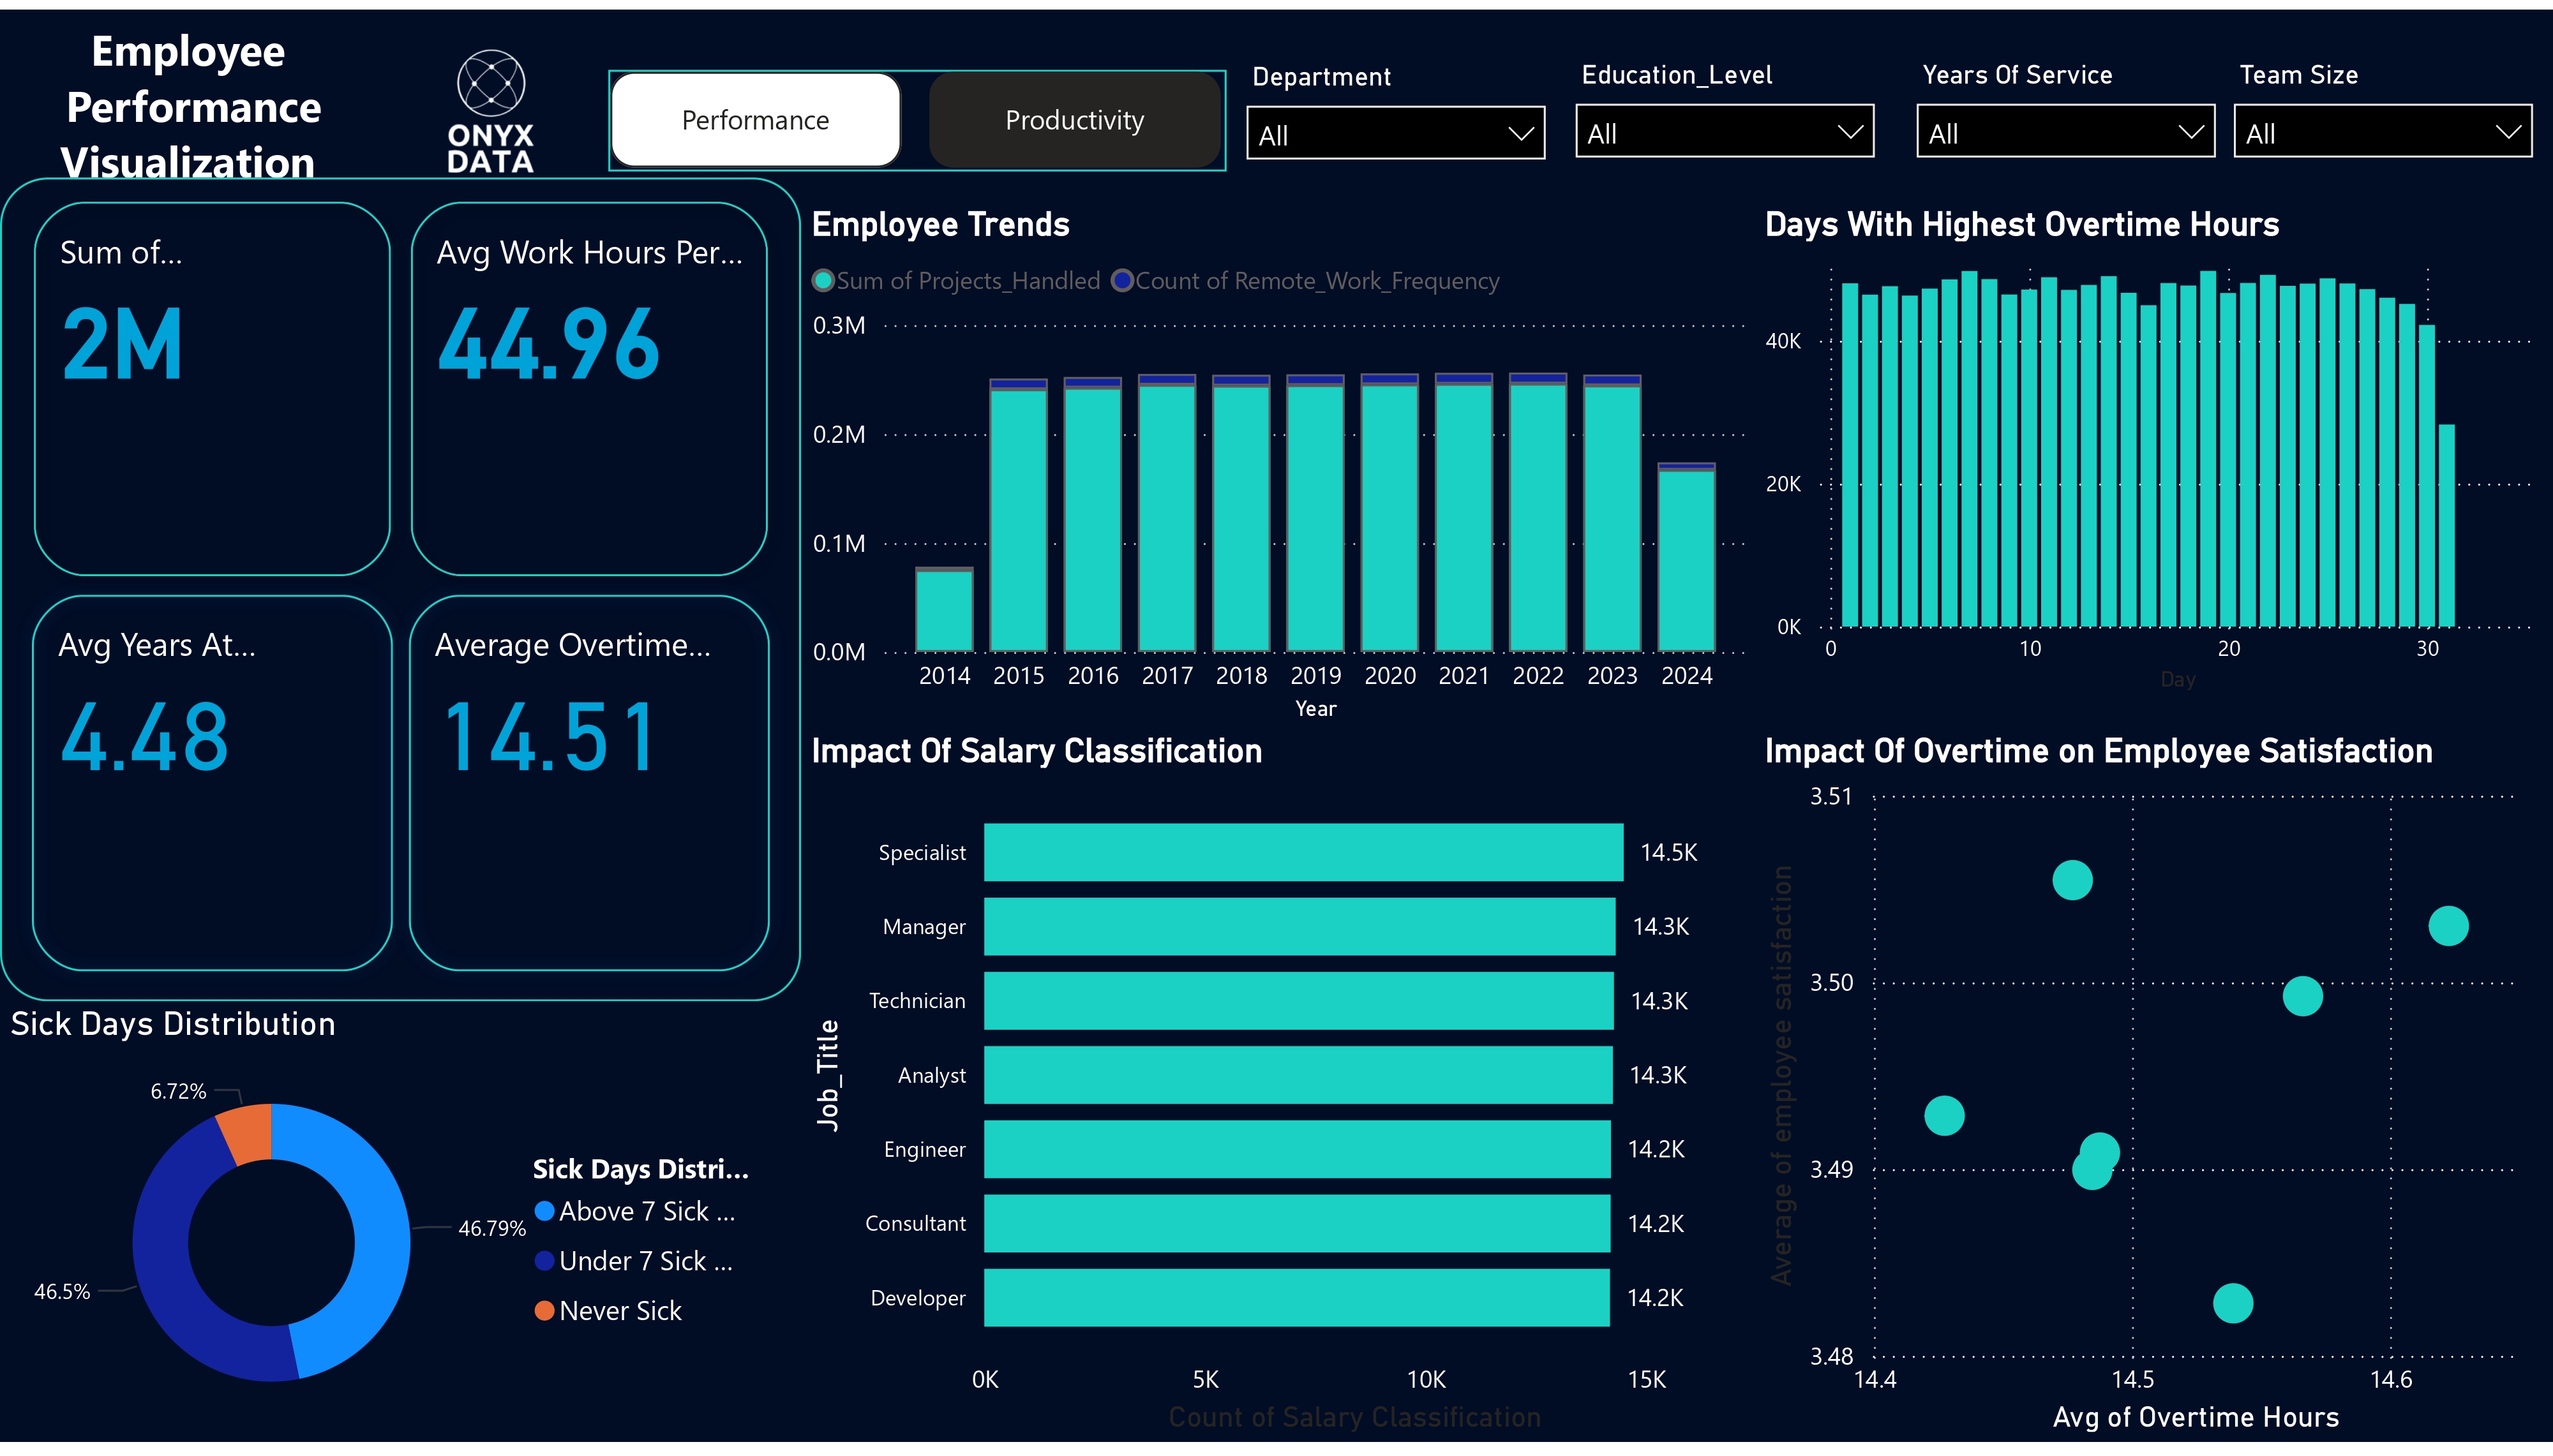 Employee
Performance
Visualization
ONYX
DATA
Performance
Productivity
Department
All
Education_Level
All
Years Of Service
All
Team Size
All
Sum of...
2M
Avg Work Hours Per...
44.96
Avg Years At...
4.48
Average Overtime...
14.51
Employee Trends
Sum of Projects_Handled
Count of Remote_Work_Frequency
0.3M
0.2M
0.1M
0.0M
2014 2015 2016 2017 2018 2019 2020 2021 2022 2023 2024
Year
Days With Highest Overtime Hours
40K
20K
0K
0 10 20 30
Day
Sick Days Distribution
6.72%
46.79%
46.5%
Sick Days Distri...
Above 7 Sick ...
Under 7 Sick ...
Never Sick
Impact Of Salary Classification
Job_Title
Specialist 14.5K
Manager 14.3K
Technician 14.3K
Analyst 14.3K
Engineer 14.2K
Consultant 14.2K
Developer 14.2K
0K 5K 10K 15K
Count of Salary Classification
Impact Of Overtime on Employee Satisfaction
Average of employee satisfaction
3.51
3.50
3.49
3.48
14.4 14.5 14.6
Avg of Overtime Hours